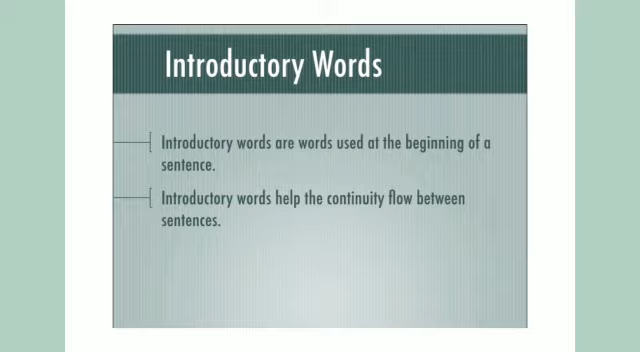 Introductory Words
Introductory words are words used at the beginning of a
sentence.
Introductory words help the continuity flow between
sentences.